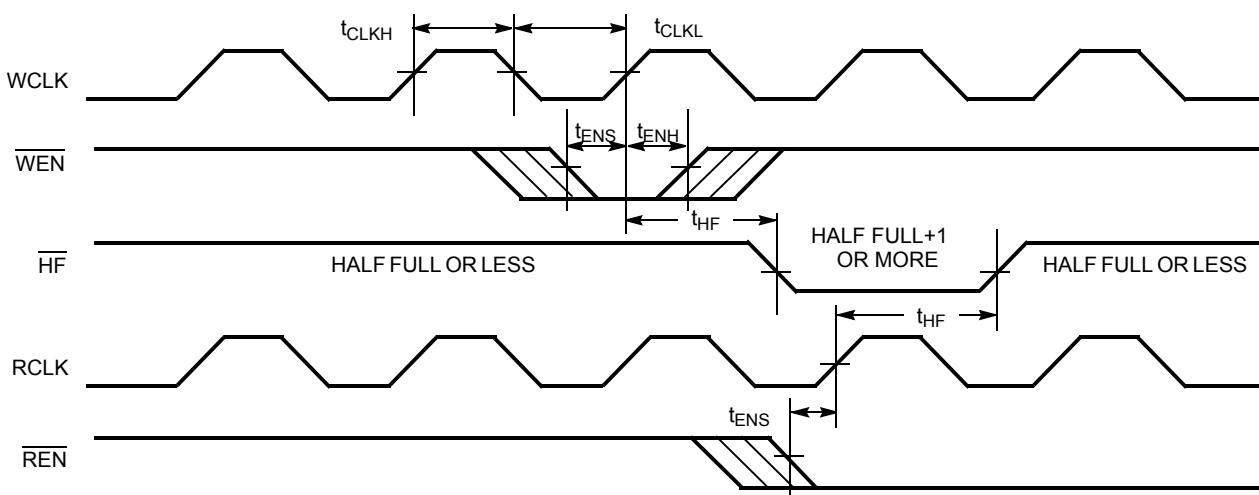 tCLKH
tCLKL
WCLK
tENS
tENH
WEN
tHF
HF
HALF FULL OR LESS
HALF FULL+1
OR MORE
HALF FULL OR LESS
tHF
RCLK
tENS
REN